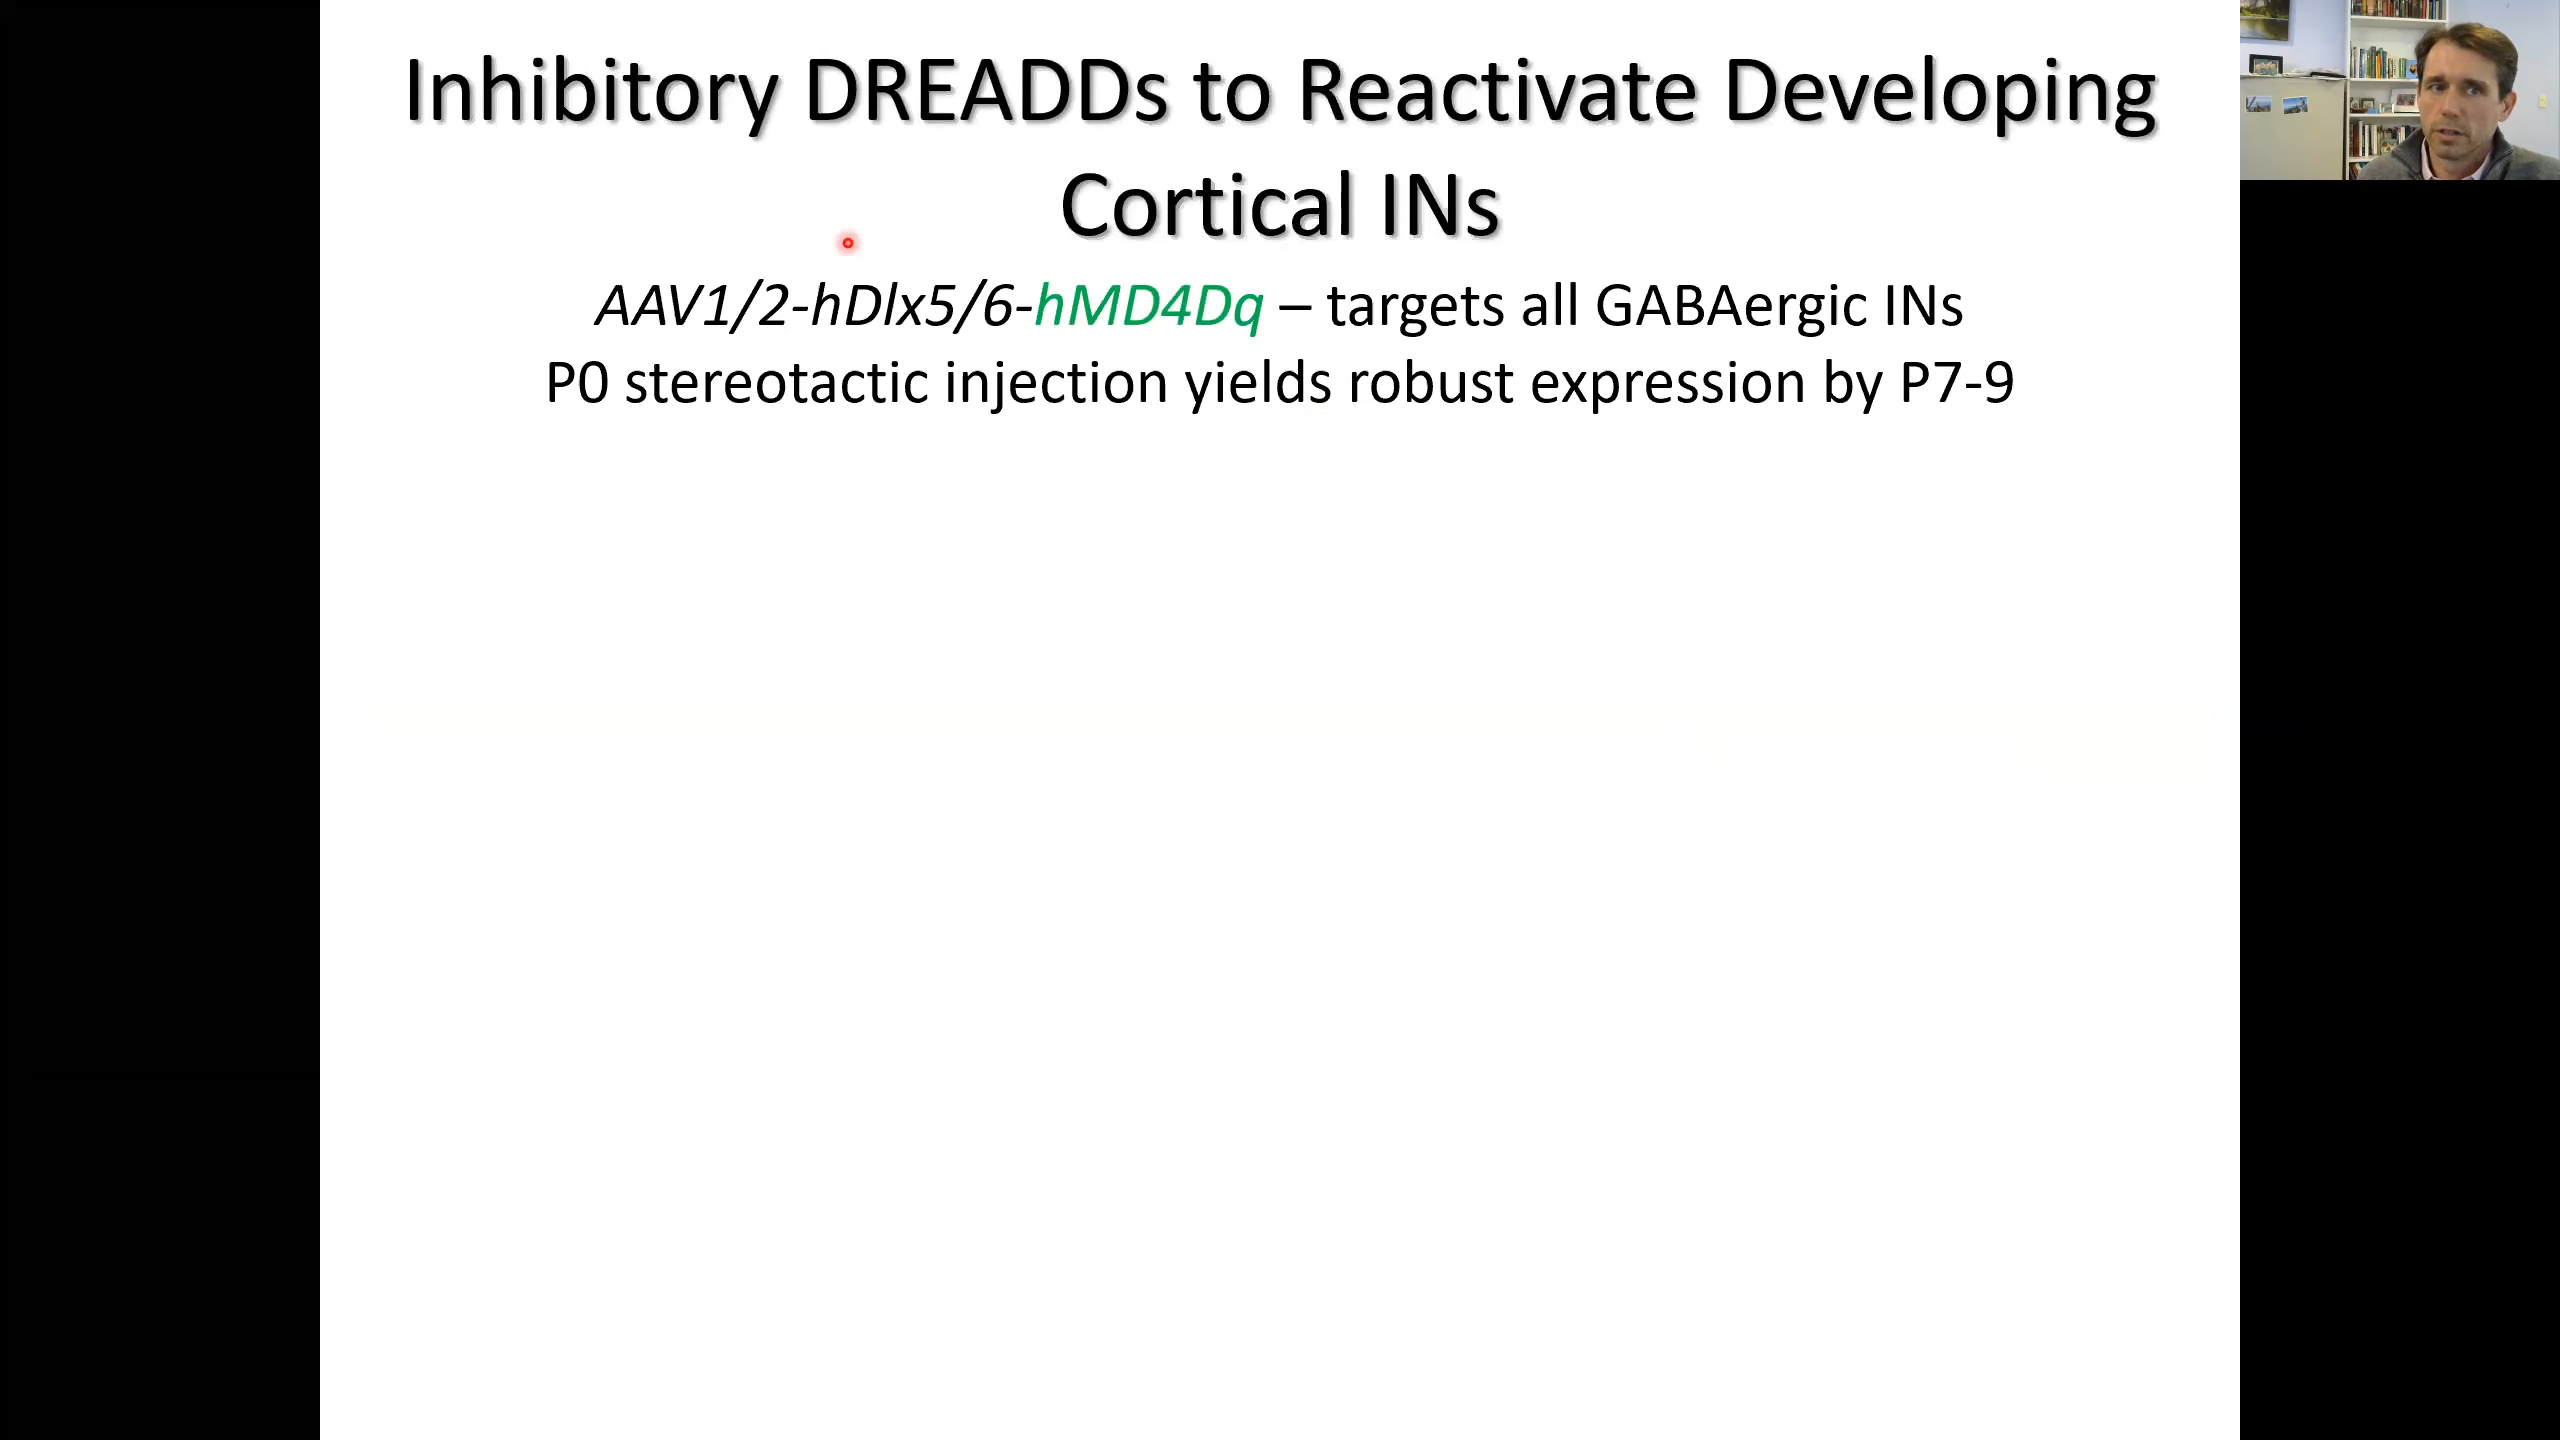 Inhibitory DREADDs to Reactivate Developing
Cortical INs
AAV1/2-hDlx5/6-hMD4Dq – targets all GABAergic INs
P0 stereotactic injection yields robust expression by P7-9